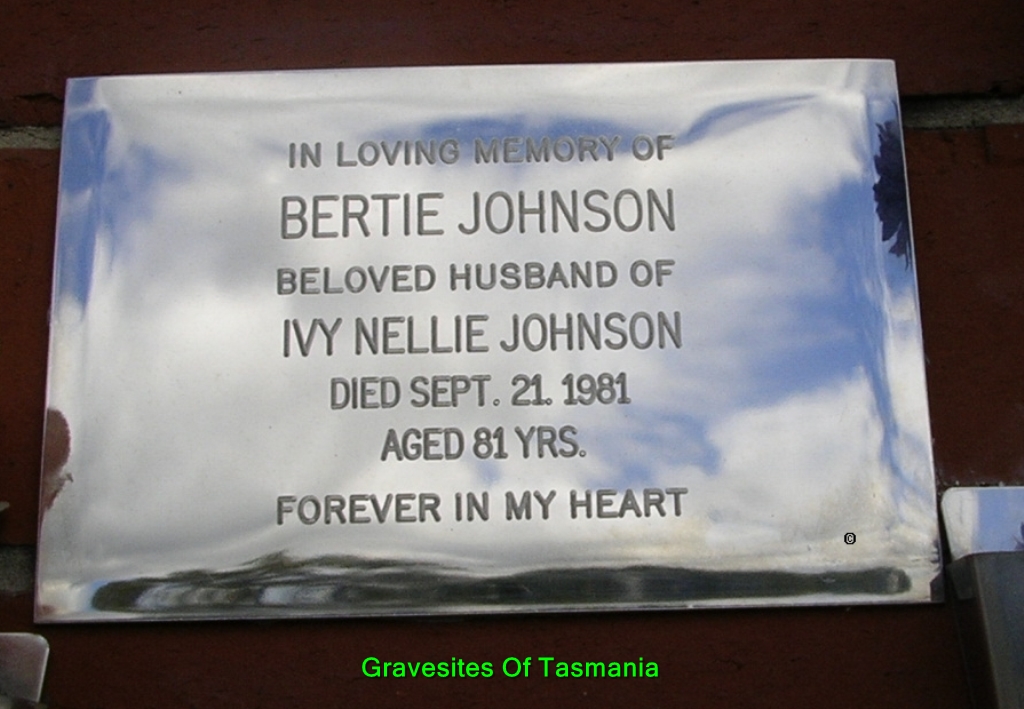 IN LOVING MEMORY OF
BERTIE JOHNSON
BELOVED HUSBAND OF
IVY NELLIE JOHNSON
DIED SEPT. 21. 1981
AGED 81 YRS.
FOREVER IN MY HEART
©
Gravesites Of Tasmania